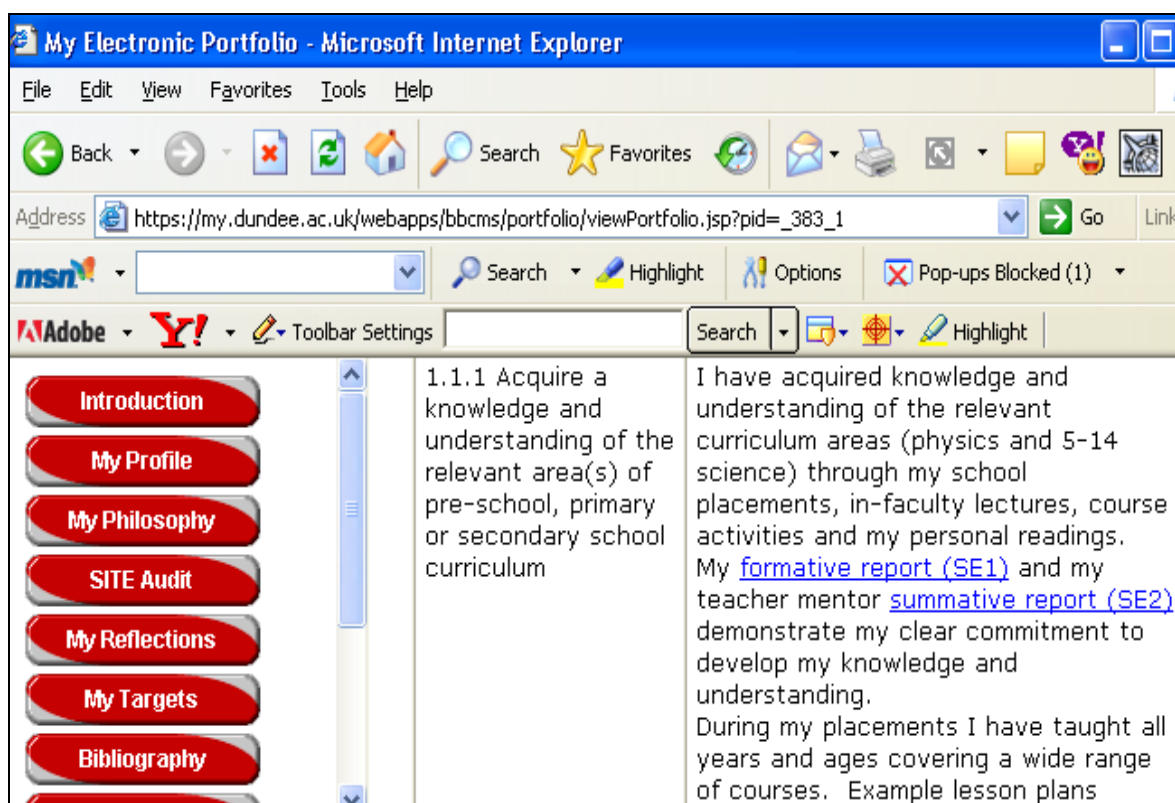 My Electronic Portfolio - Microsoft Internet Explorer
File Edit View Favorites Tools Help
Back Search Favorites
Address https://my.dundee.ac.uk/webapps/bbcms/portfolio/viewPortfolio.jsp?pid=_383_1 Go Link
msn Search Highlight Options Pop-ups Blocked (1)
Adobe Y! Toolbar Settings Search Highlight
Introduction
My Profile
My Philosophy
SITE Audit
My Reflections
My Targets
Bibliography
1.1.1 Acquire a
knowledge and
understanding of the
relevant area(s) of
pre-school, primary
or secondary school
curriculum
I have acquired knowledge and
understanding of the relevant
curriculum areas (physics and 5-14
science) through my school
placements, in-faculty lectures, course
activities and my personal readings.
My formative report (SE1) and my
teacher mentor summative report (SE2)
demonstrate my clear commitment to
develop my knowledge and
understanding.
During my placements I have taught all
years and ages covering a wide range
of courses. Example lesson plans